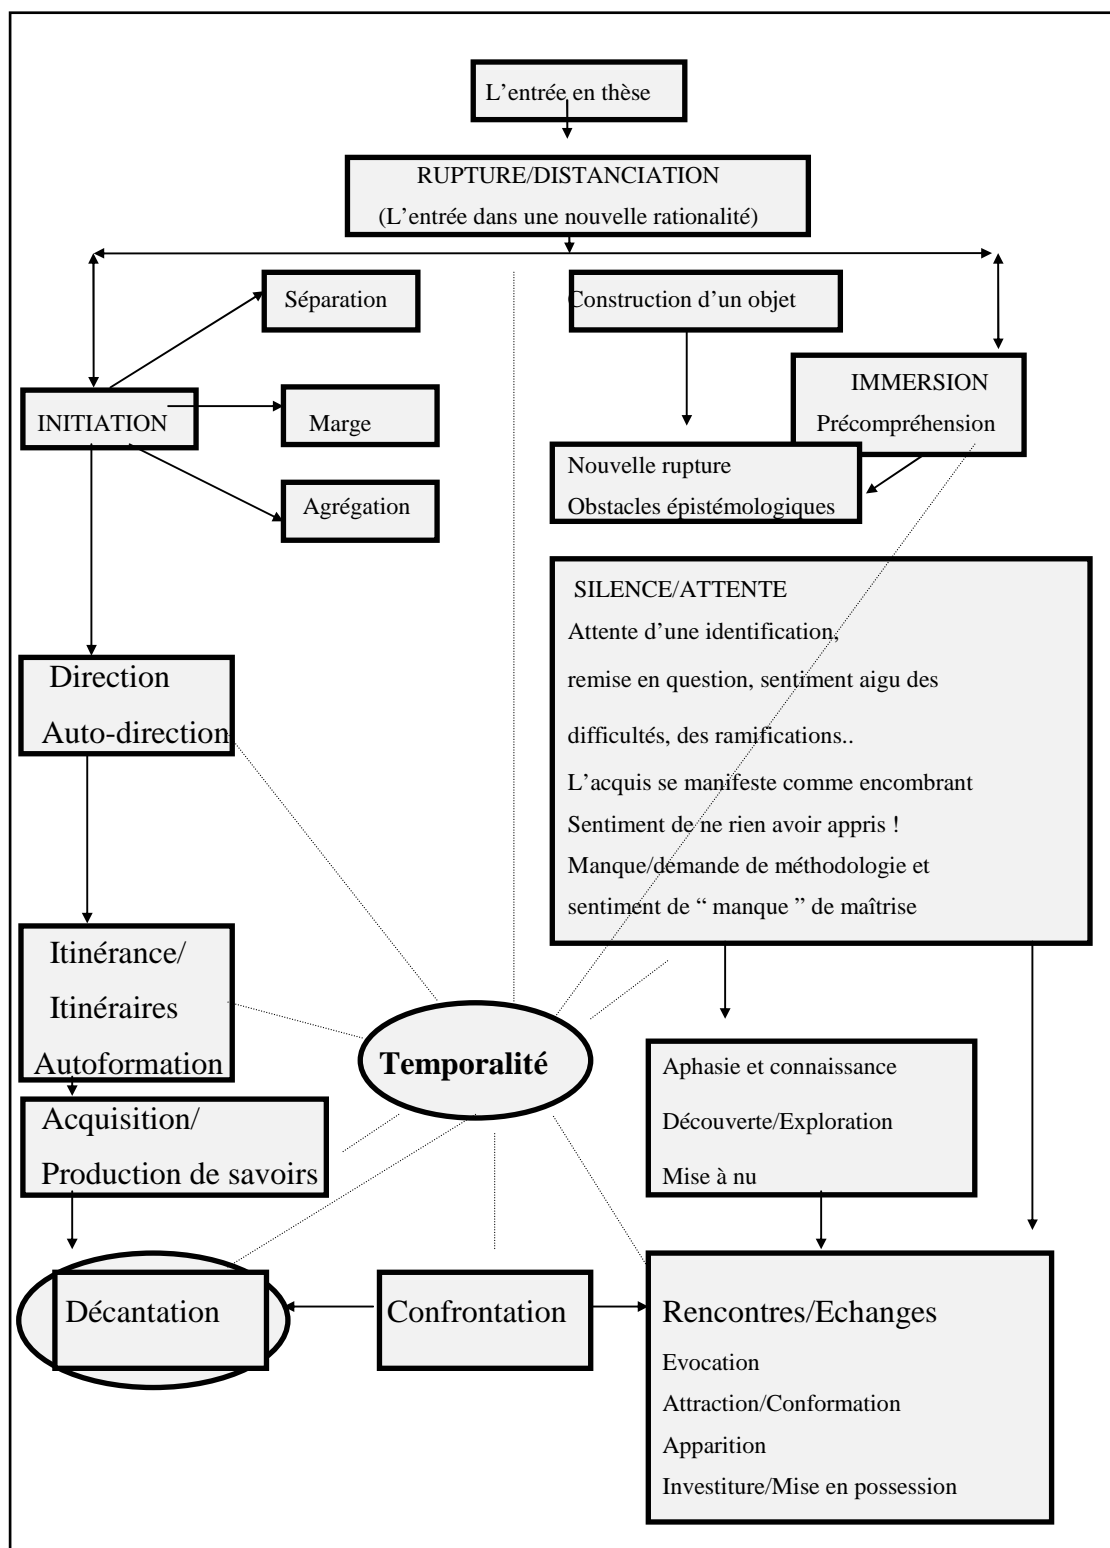 L’entrée en thèse
RUPTURE/DISTANCIATION
(L’entrée dans une nouvelle rationalité)
Séparation
Construction d’un objet
INITIATION
Marge
IMMERSION
Précompréhension
Agrégation
Nouvelle rupture
Obstacles épistémologiques
SILENCE/ATTENTE
Attente d’une identification,
remise en question, sentiment aigu des
difficultés, des ramifications..
L’acquis se manifeste comme encombrant
Sentiment de ne rien avoir appris !
Manque/demande de méthodologie et
sentiment de “ manque ” de maîtrise
Direction
Auto-direction
Itinérance/
Itinéraires
Autoformation
Temporalité
Acquisition/
Production de savoirs
Aphasie et connaissance
Découverte/Exploration
Mise à nu
Décantation
Confrontation
Rencontres/Echanges
Evocation
Attraction/Conformation
Apparition
Investiture/Mise en possession